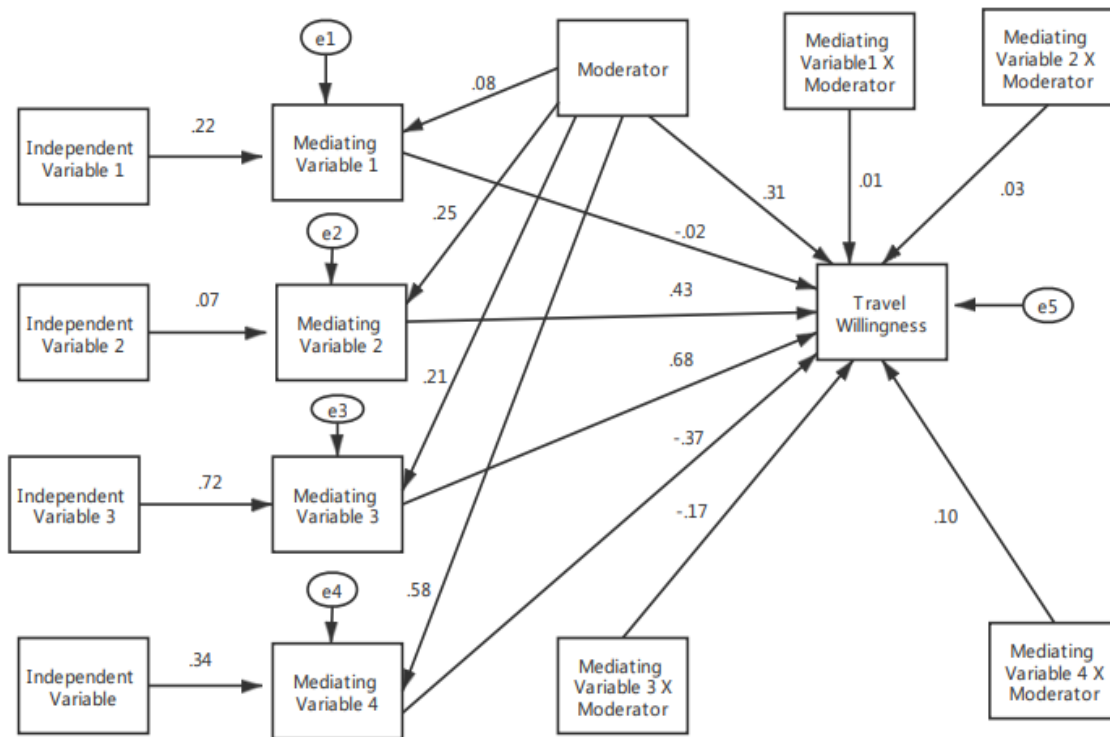 e1
Moderator
Mediating
Variable1 X
Moderator
Mediating
Variable 2 X
Moderator
.08
.22
Independent
Variable 1
Mediating
Variable 1
.25
.31
.01
.03
-.02
e2
.07
Independent
Variable 2
Mediating
Variable 2
.43
Travel
Willingness
e5
.21
.68
e3
.72
Independent
Variable 3
Mediating
Variable 3
-.37
-.17
.10
e4
.58
.34
Independent
Variable
Mediating
Variable 4
Mediating
Variable 3 X
Moderator
Mediating
Variable 4 X
Moderator